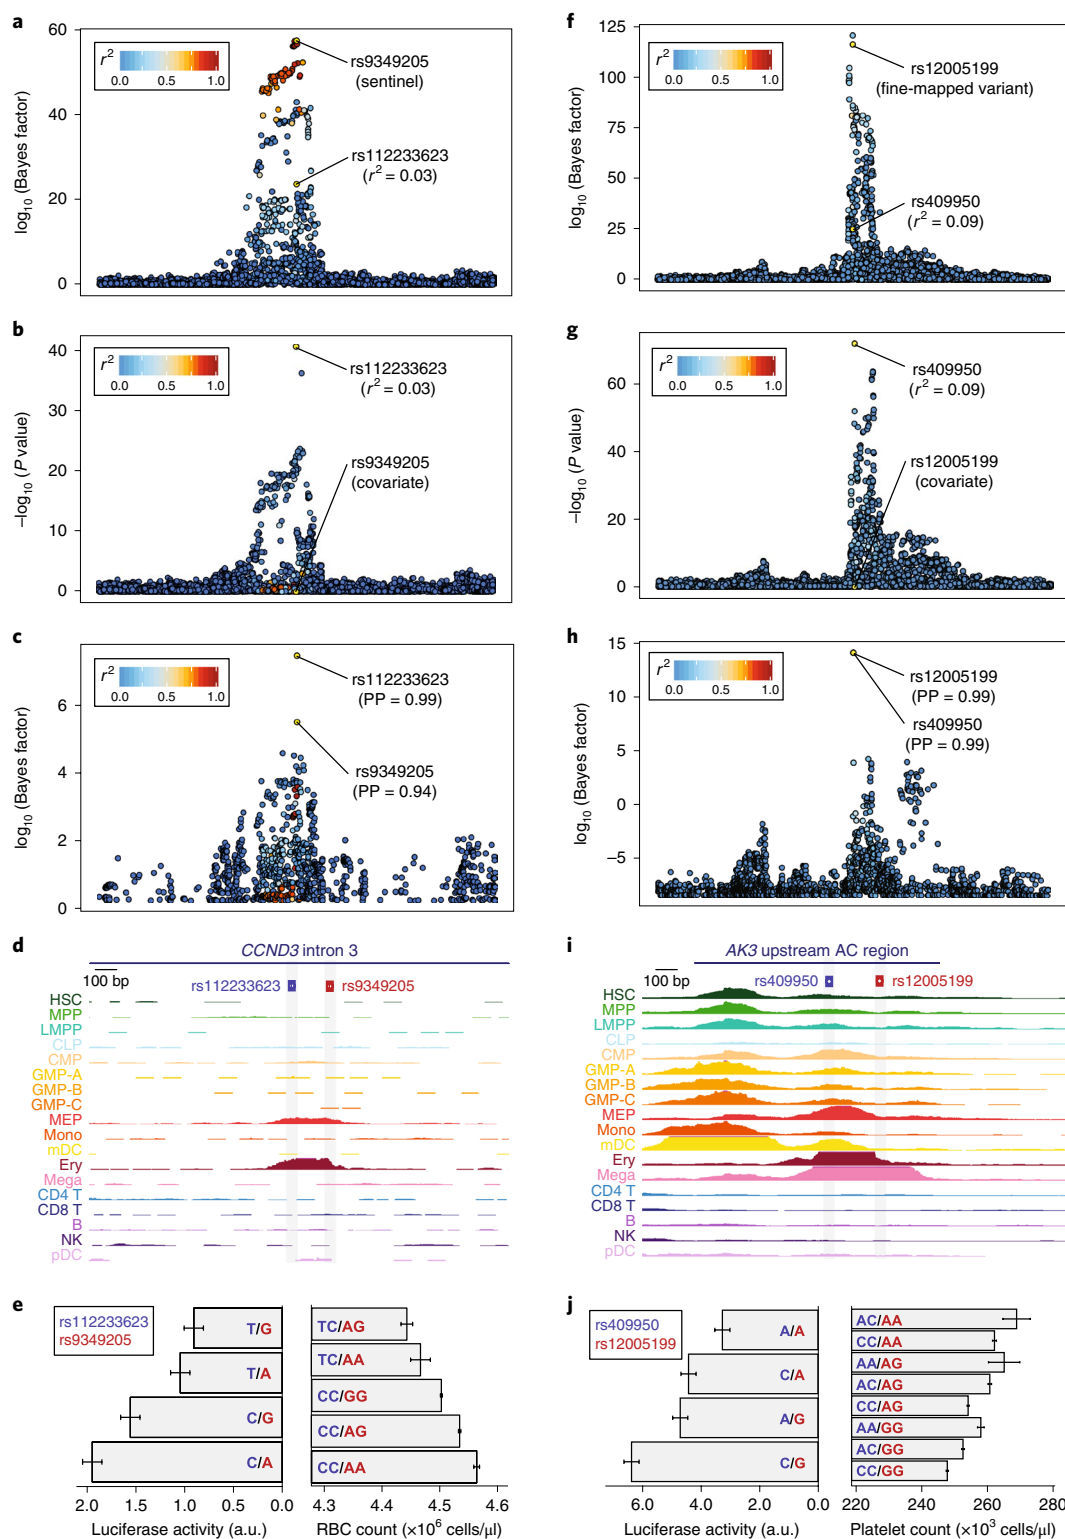 a
60
40
20
0
log10 (Bayes factor)
r2
0.0 0.5 1.0
rs9349205
(sentinel)
rs112233623
(r2 = 0.03)
b
40
30
20
10
0
–log10 (P value)
r2
0.0 0.5 1.0
rs112233623
(r2 = 0.03)
rs9349205
(covariate)
c
6
4
2
0
log10 (Bayes factor)
r2
0.0 0.5 1.0
rs112233623
(PP = 0.99)
rs9349205
(PP = 0.94)
d
CCND3 intron 3
100 bp
rs112233623
rs9349205
HSC
MPP
LMPP
CLP
CMP
GMP-A
GMP-B
GMP-C
MEP
Mono
mDC
Ery
Mega
CD4 T
CD8 T
B
NK
pDC
e
rs112233623
rs9349205
T/G
T/A
C/G
C/A
2.0 1.0 0.0
Luciferase activity (a.u.)
TC/AG
TC/AA
CC/GG
CC/AG
CC/AA
4.3 4.4 4.5 4.6
RBC count (×106 cells/μl)
f
125
100
75
50
25
0
log10 (Bayes factor)
r2
0.0 0.5 1.0
rs12005199
(fine-mapped variant)
rs409950
(r2 = 0.09)
g
60
40
20
0
–log10 (P value)
r2
0.0 0.5 1.0
rs409950
(r2 = 0.09)
rs12005199
(covariate)
h
15
10
5
0
–5
log10 (Bayes factor)
r2
0.0 0.5 1.0
rs12005199
(PP = 0.99)
rs409950
(PP = 0.99)
i
AK3 upstream AC region
100 bp
rs409950
rs12005199
HSC
MPP
LMPP
CLP
CMP
GMP-A
GMP-B
GMP-C
MEP
Mono
mDC
Ery
Mega
CD4 T
CD8 T
B
NK
pDC
j
rs409950
rs12005199
A/A
C/A
A/G
C/G
6.0 4.0 2.0 0.0
Luciferase activity (a.u.)
AC/AA
CC/AA
AA/AG
AC/AG
CC/AG
AA/GG
AC/GG
CC/GG
220 240 260 280
Platelet count (×103 cells/μl)